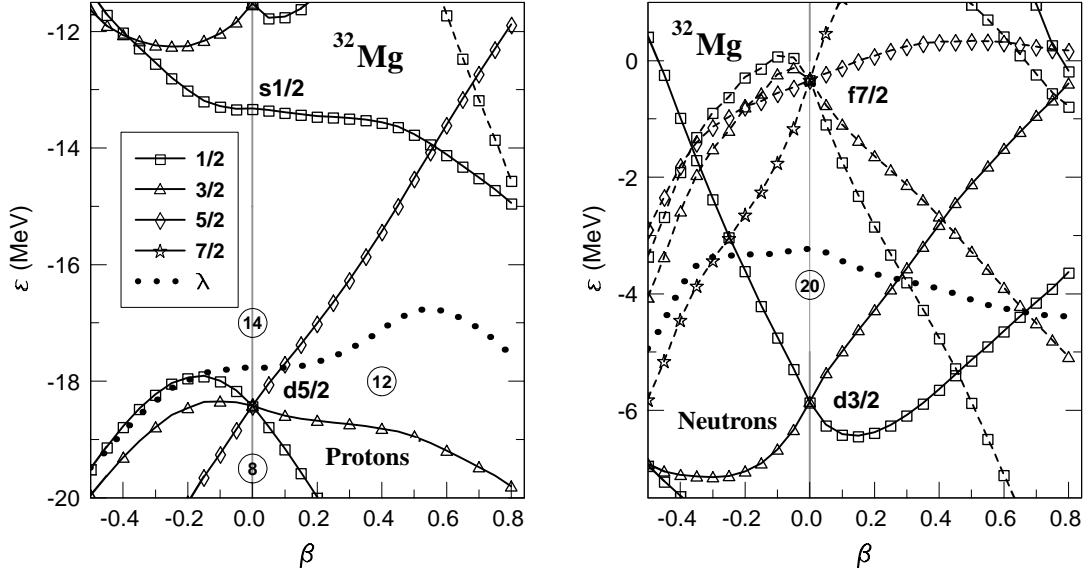 -12
-14
-16
-18
-20
ε (MeV)
³²Mg
s1/2
1/2
3/2
5/2
7/2
λ
14
d5/2
12
Protons
8
-0.4 -0.2 0.0 0.2 0.4 0.6 0.8
β
0
-2
-4
-6
ε (MeV)
³²Mg
f7/2
20
d3/2
Neutrons
-0.4 -0.2 0.0 0.2 0.4 0.6 0.8
β